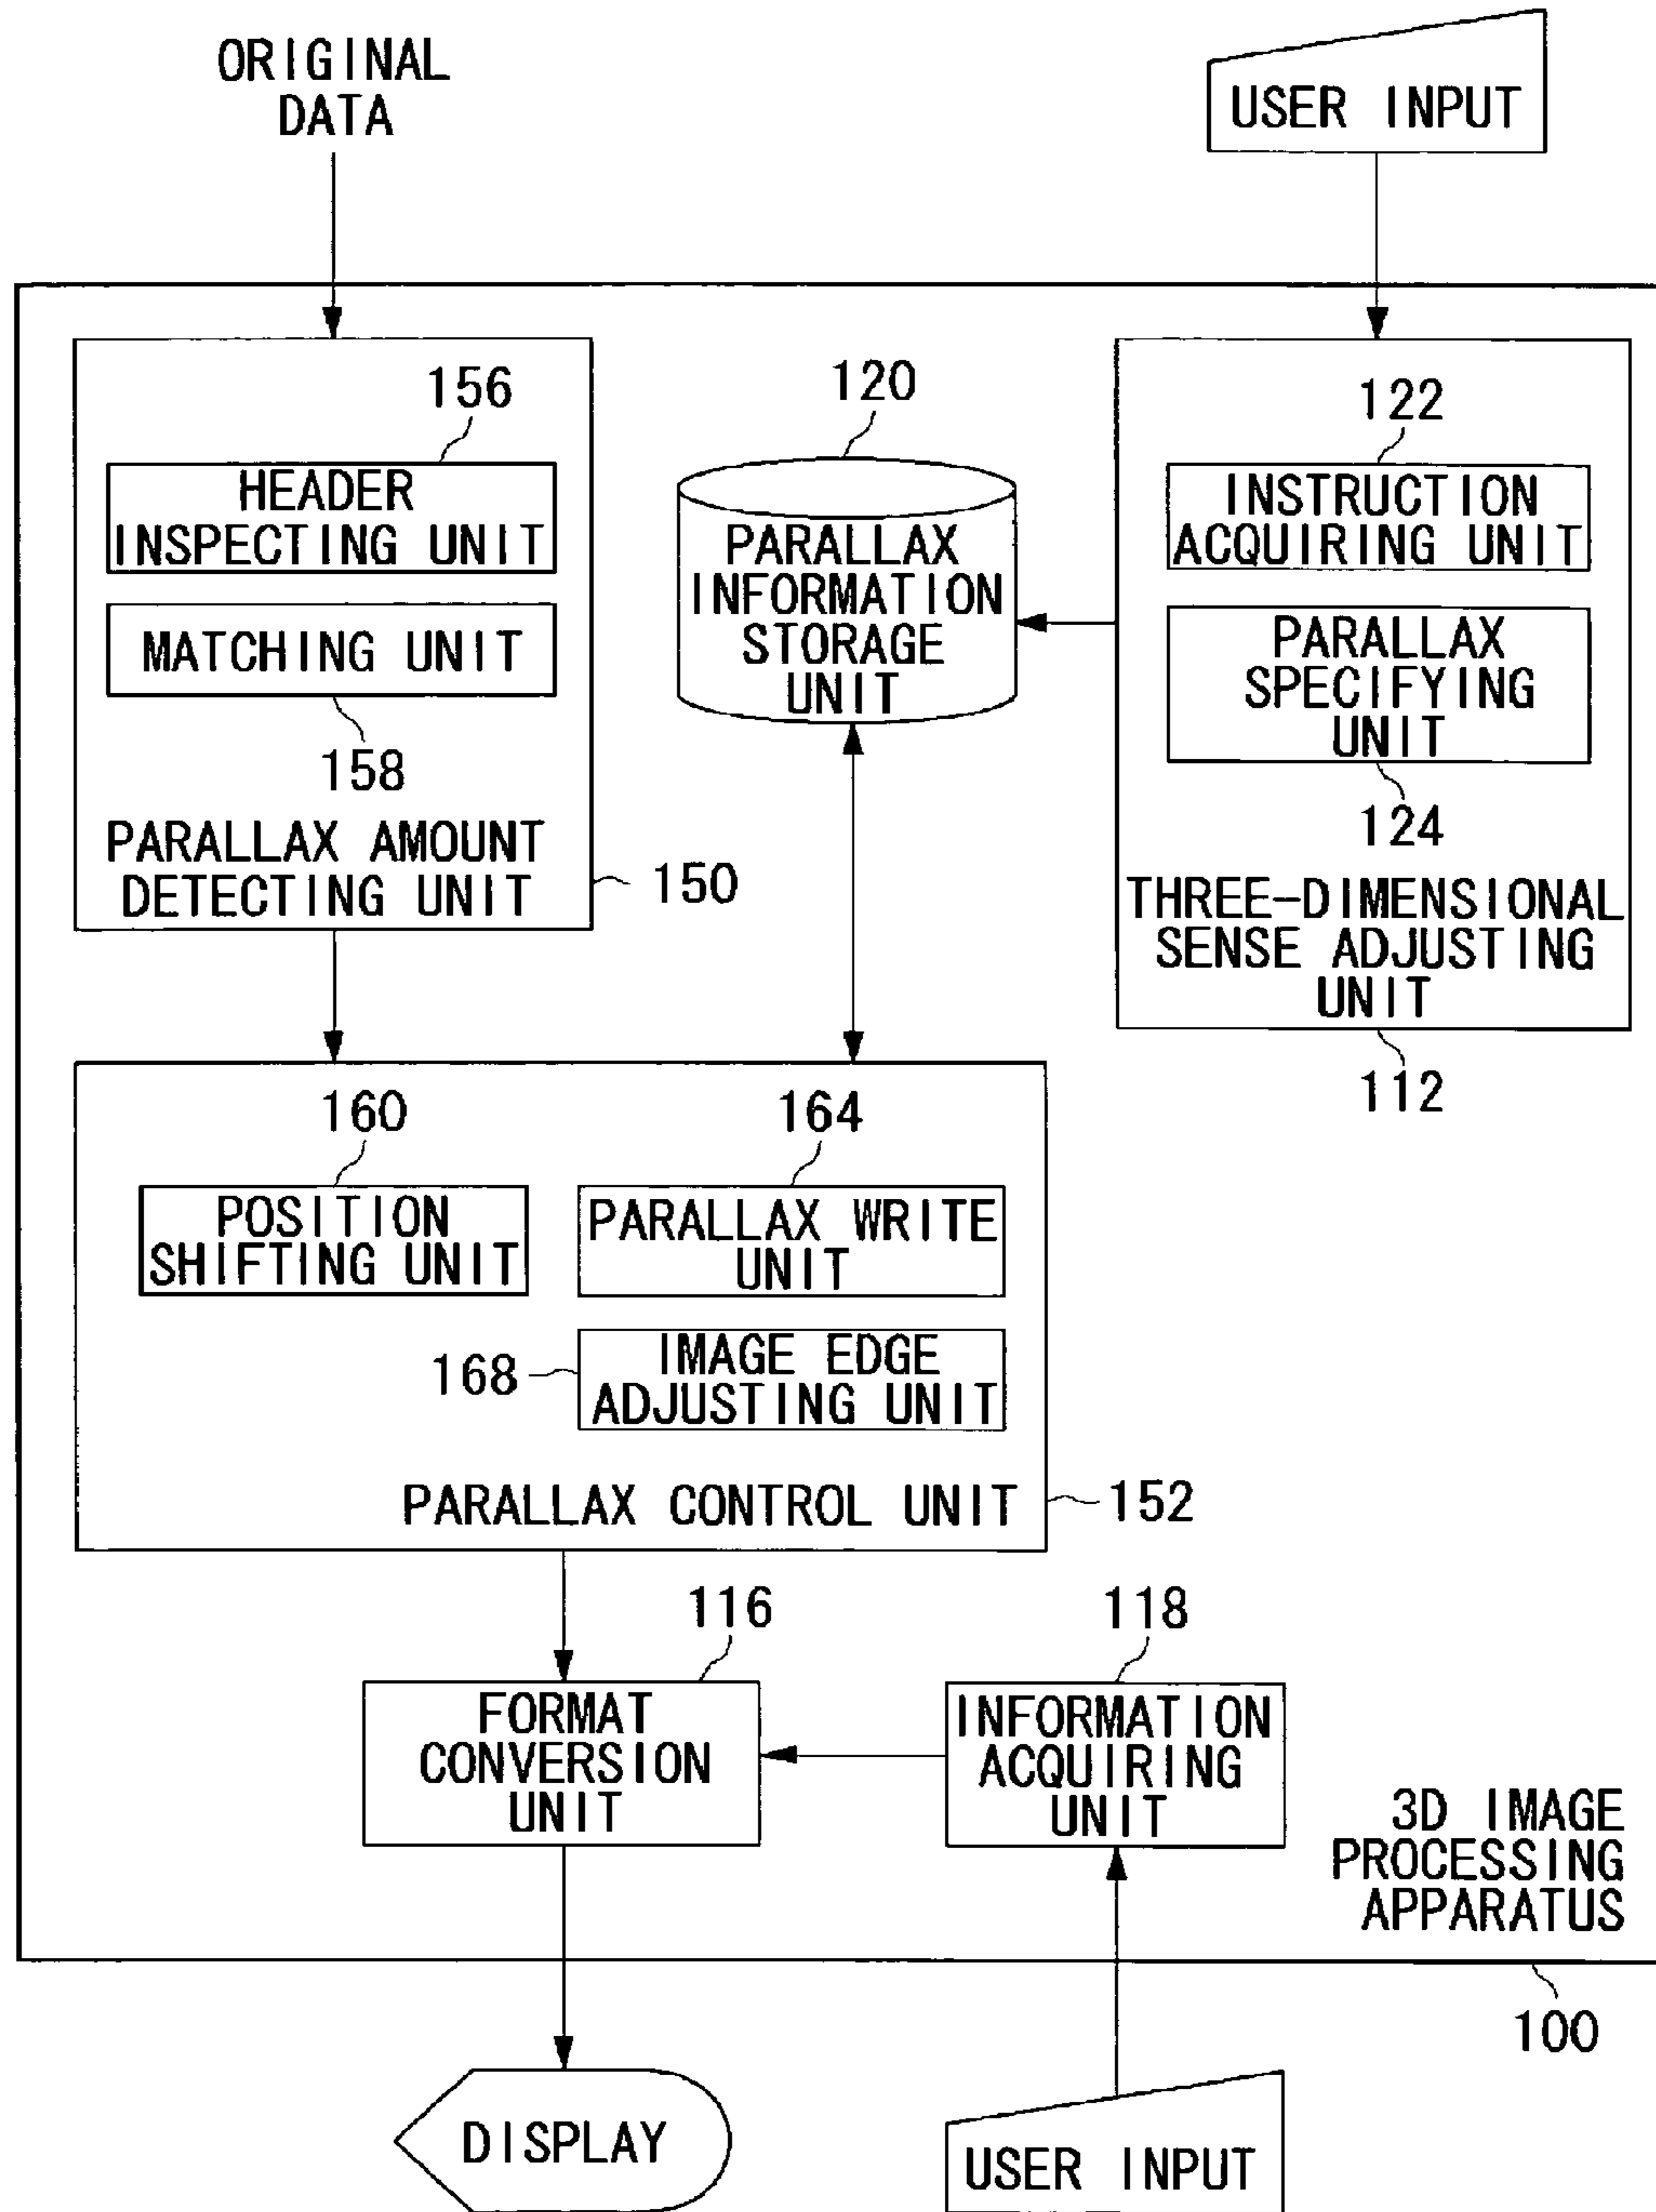 ORIGINAL
DATA
USER INPUT
156
HEADER
INSPECTING UNIT
MATCHING UNIT
158
PARALLAX AMOUNT
DETECTING UNIT
150
120
PARALLAX
INFORMATION
STORAGE
UNIT
122
INSTRUCTION
ACQUIRING UNIT
PARALLAX
SPECIFYING
UNIT
124
THREE-DIMENSIONAL
SENSE ADJUSTING
UNIT
112
160
POSITION
SHIFTING UNIT
164
PARALLAX WRITE
UNIT
168
IMAGE EDGE
ADJUSTING UNIT
PARALLAX CONTROL UNIT
152
116
FORMAT
CONVERSION
UNIT
118
INFORMATION
ACQUIRING
UNIT
3D IMAGE
PROCESSING
APPARATUS
100
DISPLAY
USER INPUT